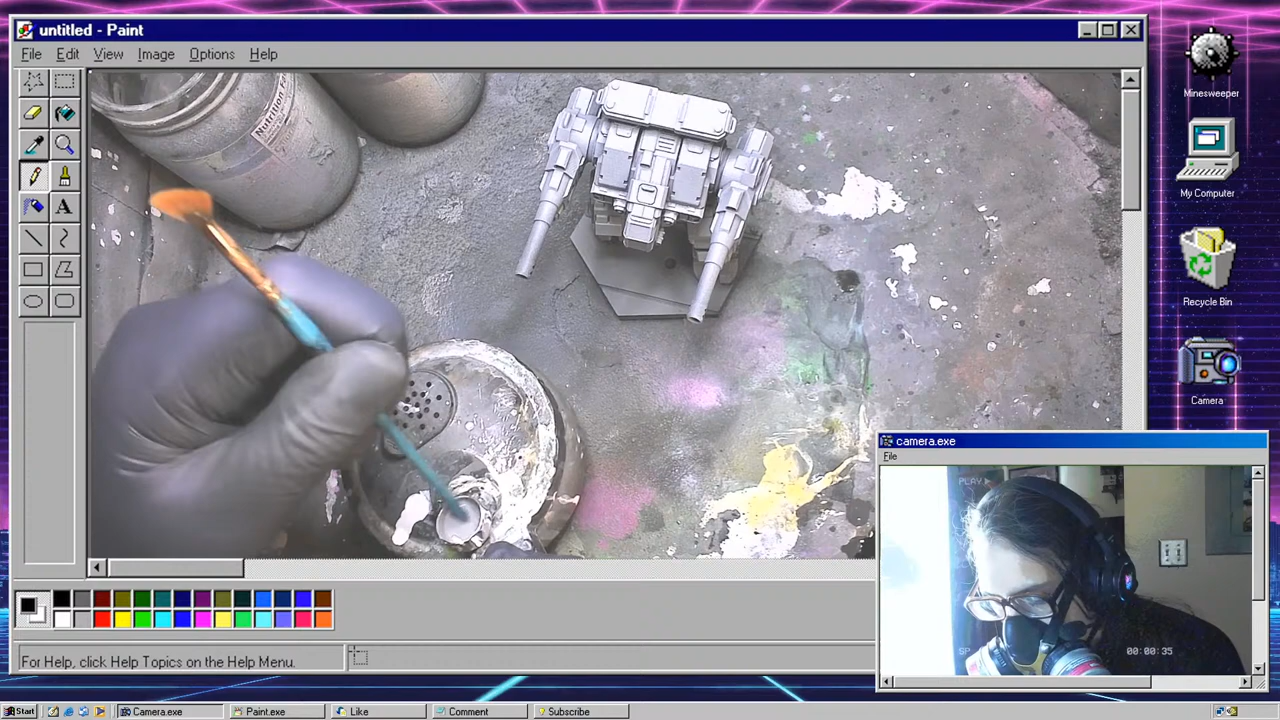 untitled - Paint
File Edit View Image Options Help
Nutrition F
Minesweeper
My Computer
Recycle Bin
Camera
camera.exe
File
PLAY
SP
00:00:35
For Help, click Help Topics on the Help Menu.
Start
Camera.exe
Paint.exe
Like
Comment
Subscribe